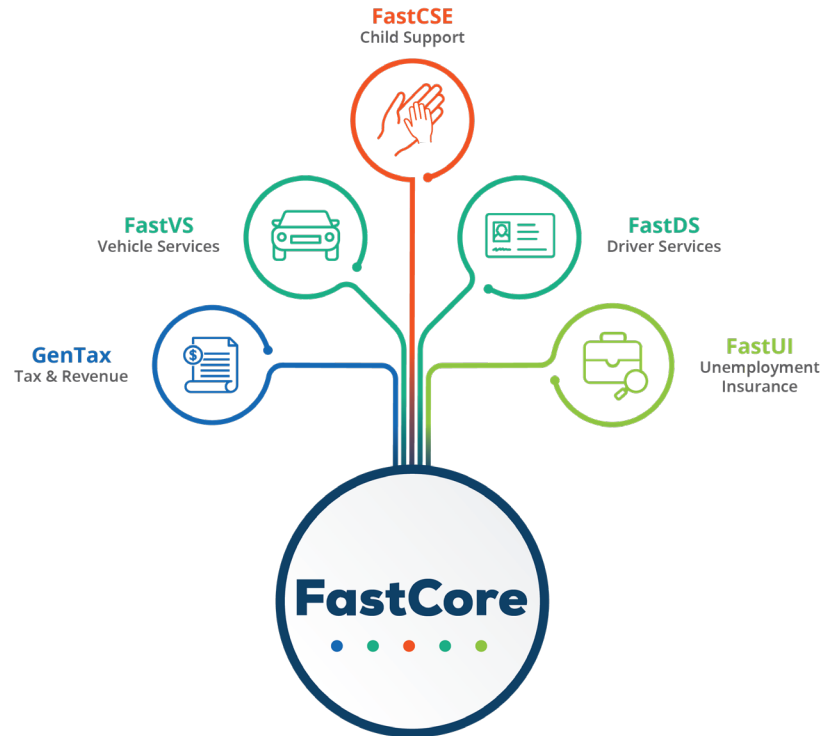 FastCSE
Child Support
FastVS
Vehicle Services
FastDS
Driver Services
GenTax
Tax & Revenue
$
FastUI
Unemployment
Insurance
FastCore